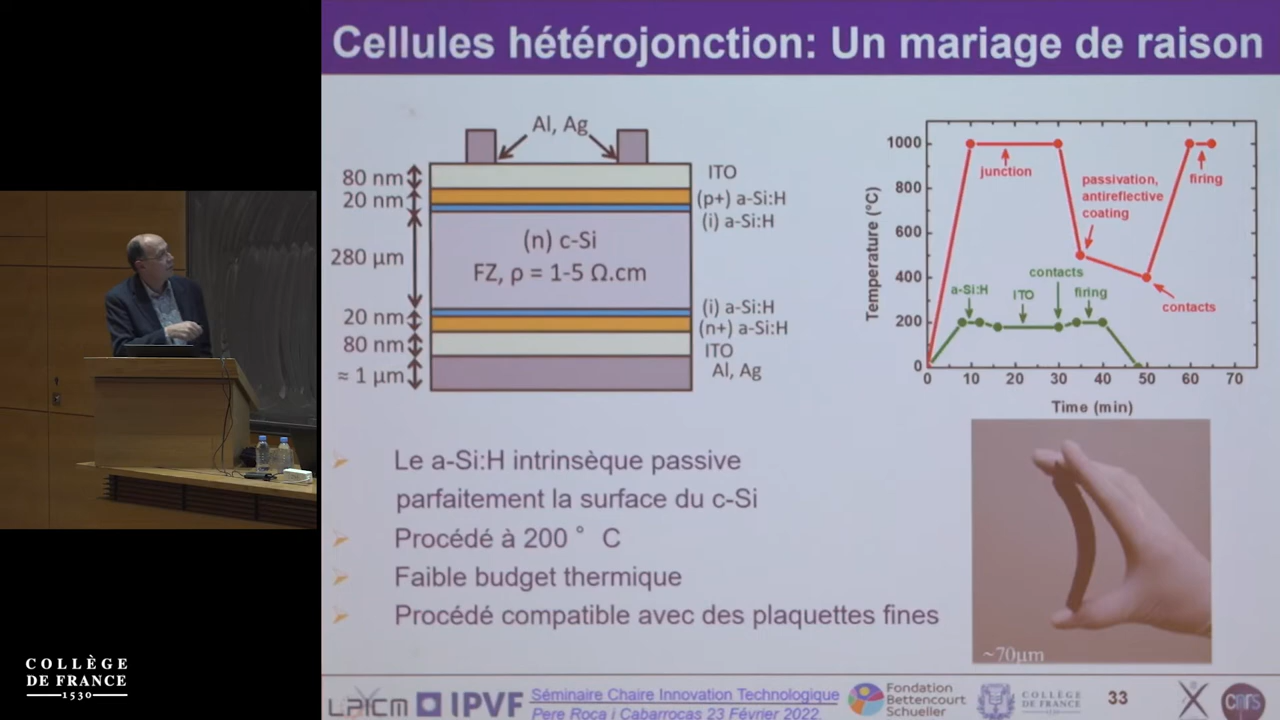 Cellules hétérojonction: Un mariage de raison
Al, Ag
80 nm
20 nm
280 µm
20 nm
80 nm
≈ 1 µm
(n) c-Si
FZ, ρ = 1-5 Ω.cm
ITO
(p+) a-Si:H
(i) a-Si:H
(i) a-Si:H
(n+) a-Si:H
ITO
Al, Ag
Temperature (°C)
1000
800
600
400
200
0
0 10 20 30 40 50 60 70
Time (min)
junction
passivation,
antireflective
coating
firing
contacts
a-Si:H
ITO
contacts
firing
Le a-Si:H intrinsèque passive
parfaitement la surface du c-Si
Procédé à 200 ° C
Faible budget thermique
Procédé compatible avec des plaquettes fines
~70µm
COLLÈGE
DE FRANCE
1530
LPICM
IPVF
Séminaire Chaire Innovation Technologique
Pere Roca i Cabarrocas 23 Février 2022.
Fondation
Bettencourt
Schueller
COLLÈGE
DE FRANCE
33
X
cnrs